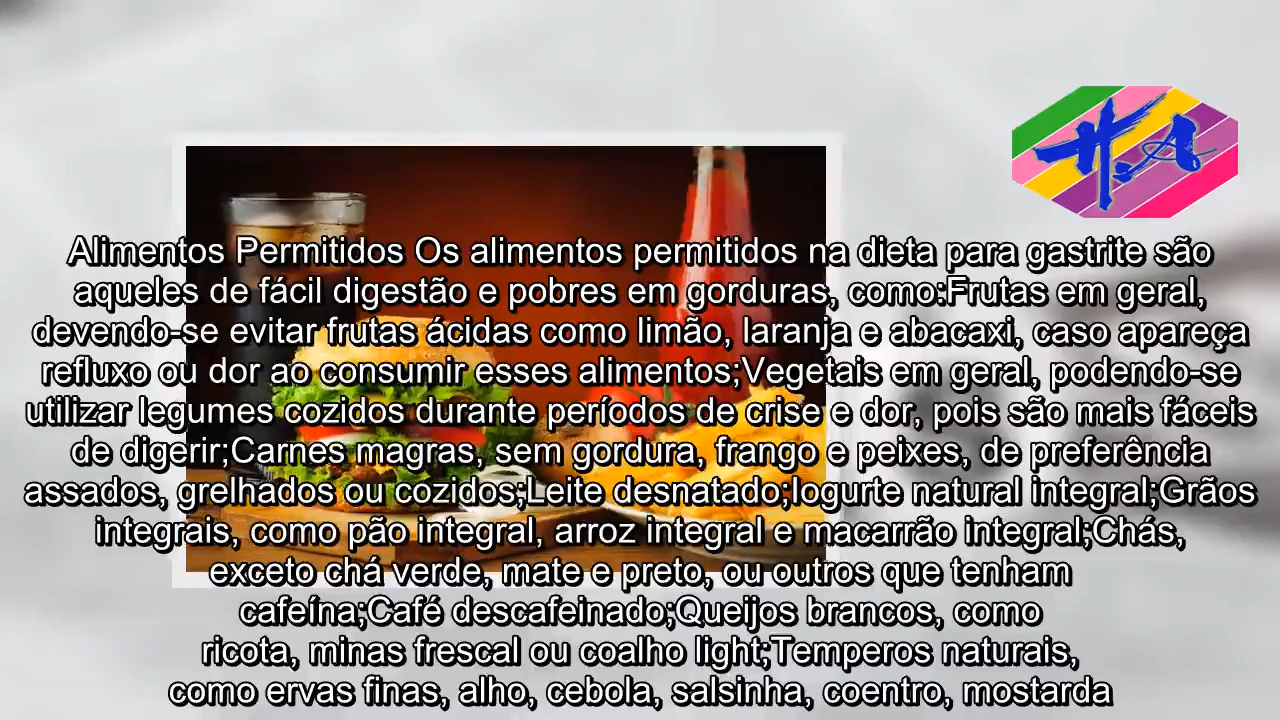 H.A
Alimentos Permitidos Os alimentos permitidos na dieta para gastrite são
aqueles de fácil digestão e pobres em gorduras, como:Frutas em geral,
devendo-se evitar frutas ácidas como limão, laranja e abacaxi, caso apareça
refluxo ou dor ao consumir esses alimentos;Vegetais em geral, podendo-se
utilizar legumes cozidos durante períodos de crise e dor, pois são mais fáceis
de digerir;Carnes magras, sem gordura, frango e peixes, de preferência
assados, grelhados ou cozidos;Leite desnatado;Iogurte natural integral;Grãos
integrais, como pão integral, arroz integral e macarrão integral;Chás,
exceto chá verde, mate e preto, ou outros que tenham
cafeína;Café descafeinado;Queijos brancos, como
ricota, minas frescal ou coalho light;Temperos naturais,
como ervas finas, alho, cebola, salsinha, coentro, mostarda